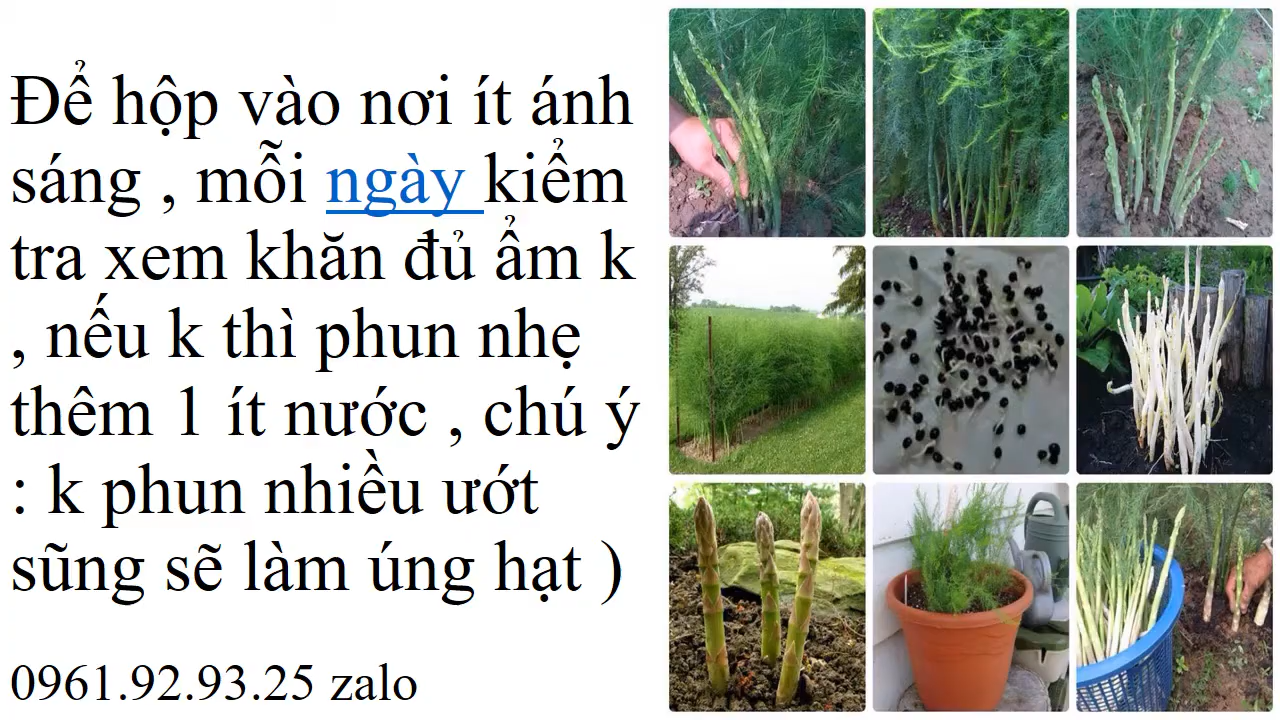 Để hộp vào nơi ít ánh
sáng , mỗi ngày kiểm
tra xem khăn đủ ẩm k
, nếu k thì phun nhẹ
thêm 1 ít nước , chú ý
: k phun nhiều ướt
sũng sẽ làm úng hạt )
0961.92.93.25 zalo